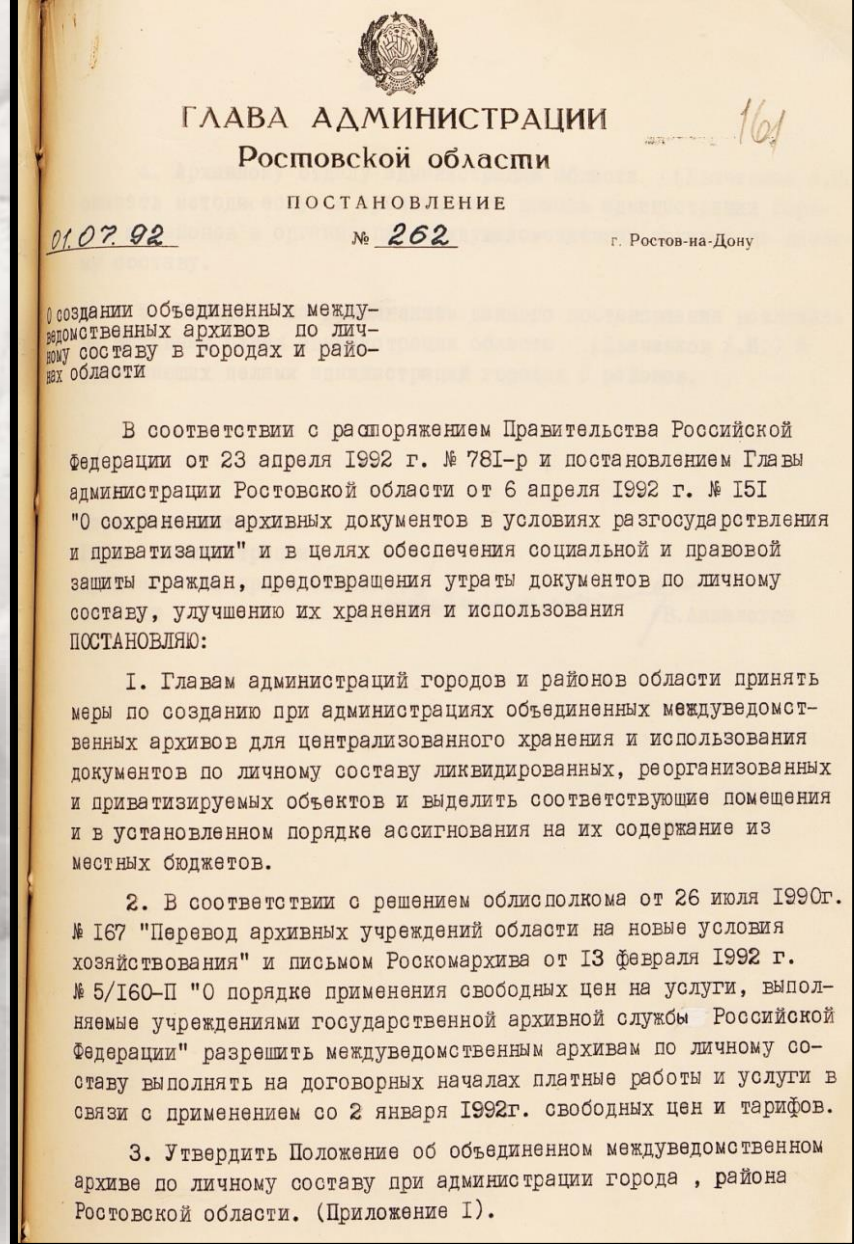 ГЛАВА АДМИНИСТРАЦИИ
161
Ростовской области
ПОСТАНОВЛЕНИЕ
01.07.92 № 262 г. Ростов-на-Дону
О создании объединенных между-
ведомственных архивов по лич-
ному составу в городах и райо-
нах области
В соответствии с распоряжением Правительства Российской
Федерации от 23 апреля 1992 г. № 781-р и постановлением Главы
администрации Ростовской области от 6 апреля 1992 г. № 151
"О сохранении архивных документов в условиях разгосударствления
и приватизации" и в целях обеспечения социальной и правовой
защиты граждан, предотвращения утраты документов по личному
составу, улучшению их хранения и использования
ПОСТАНОВЛЯЮ:
I. Главам администраций городов и районов области принять
меры по созданию при администрациях объединенных междуведомст-
венных архивов для централизованного хранения и использования
документов по личному составу ликвидированных, реорганизованных
и приватизируемых объектов и выделить соответствующие помещения
и в установленном порядке ассигнования на их содержание из
местных бюджетов.
2. В соответствии с решением облисполкома от 26 июля 1990г.
№ 167 "Перевод архивных учреждений области на новые условия
хозяйствования" и письмом Роскомархива от 13 февраля 1992 г.
№ 5/160-П "О порядке применения свободных цен на услуги, выпол-
няемые учреждениями государственной архивной службы Российской
Федерации" разрешить междуведомственным архивам по личному со-
ставу выполнять на договорных началах платные работы и услуги в
связи с применением со 2 января 1992г. свободных цен и тарифов.
3. Утвердить Положение об объединенном междуведомственном
архиве по личному составу при администрации города , района
Ростовской области. (Приложение I).